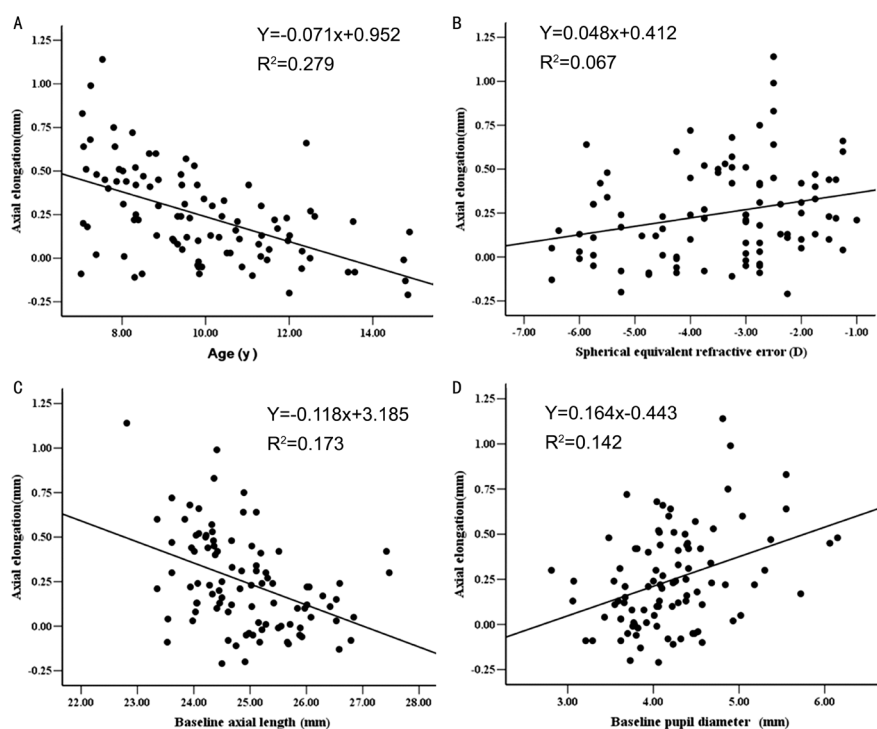 A
Y=-0.071x+0.952
R²=0.279
1.25
1.00
0.75
0.50
0.25
0.00
-0.25
Axial elongation(mm)
8.00 10.00 12.00 14.00
Age (y)
B
Y=0.048x+0.412
R²=0.067
1.25
1.00
0.75
0.50
0.25
0.00
-0.25
Axial elongation(mm)
-7.00 -6.00 -5.00 -4.00 -3.00 -2.00 -1.00
Spherical equivalent refractive error (D)
C
Y=-0.118x+3.185
R²=0.173
1.25
1.00
0.75
0.50
0.25
0.00
-0.25
Axial elongation(mm)
22.00 23.00 24.00 25.00 26.00 27.00 28.00
Baseline axial length (mm)
D
Y=0.164x-0.443
R²=0.142
1.25
1.00
0.75
0.50
0.25
0.00
-0.25
Axial elongation(mm)
3.00 4.00 5.00 6.00
Baseline pupil diameter (mm)